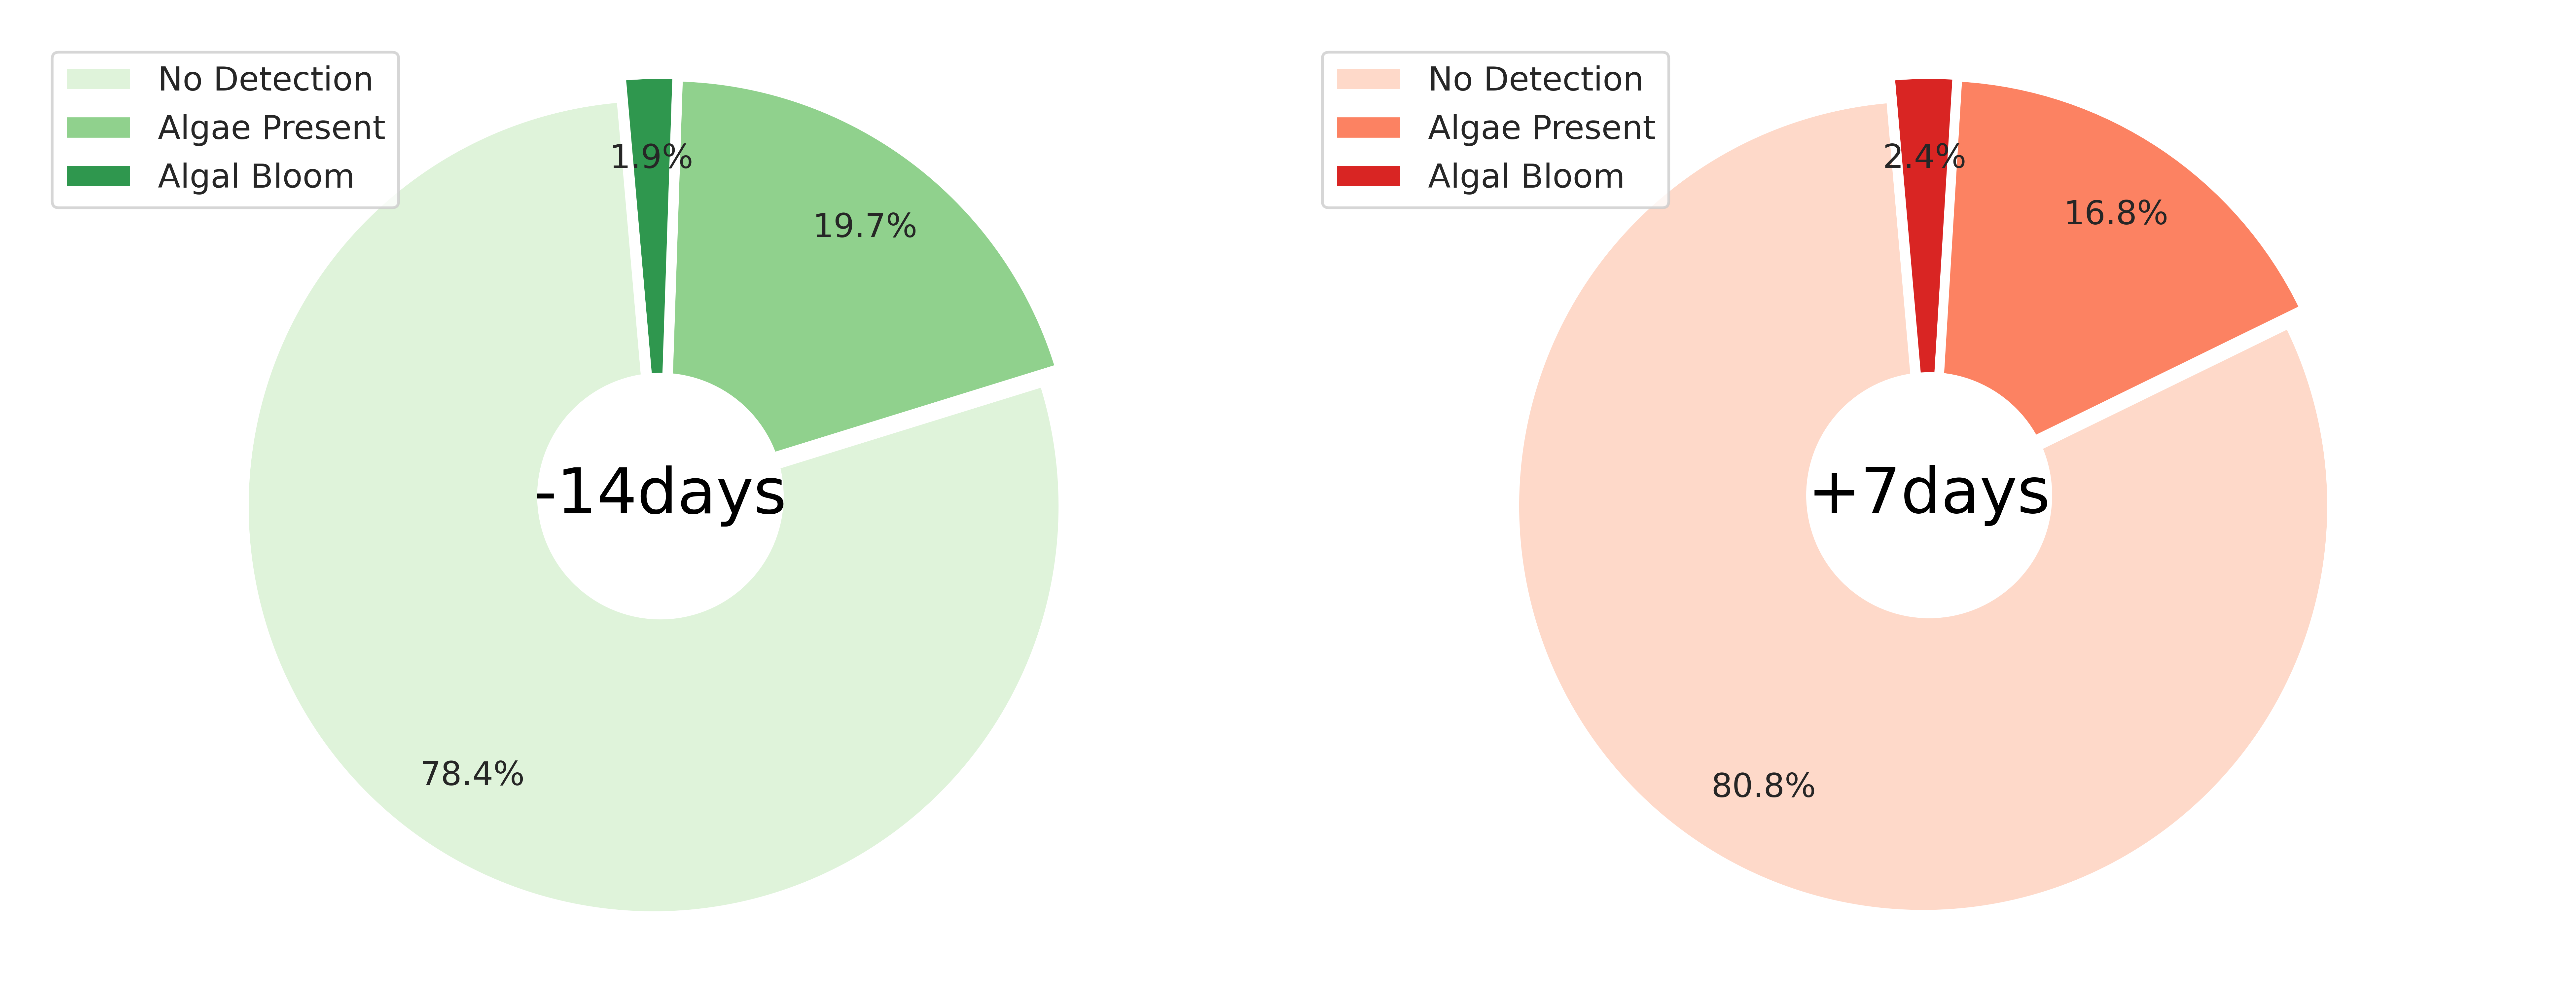 No Detection
Algae Present
Algal Bloom
1.9%
19.7%
-14days
78.4%
No Detection
Algae Present
Algal Bloom
2.4%
16.8%
+7days
80.8%